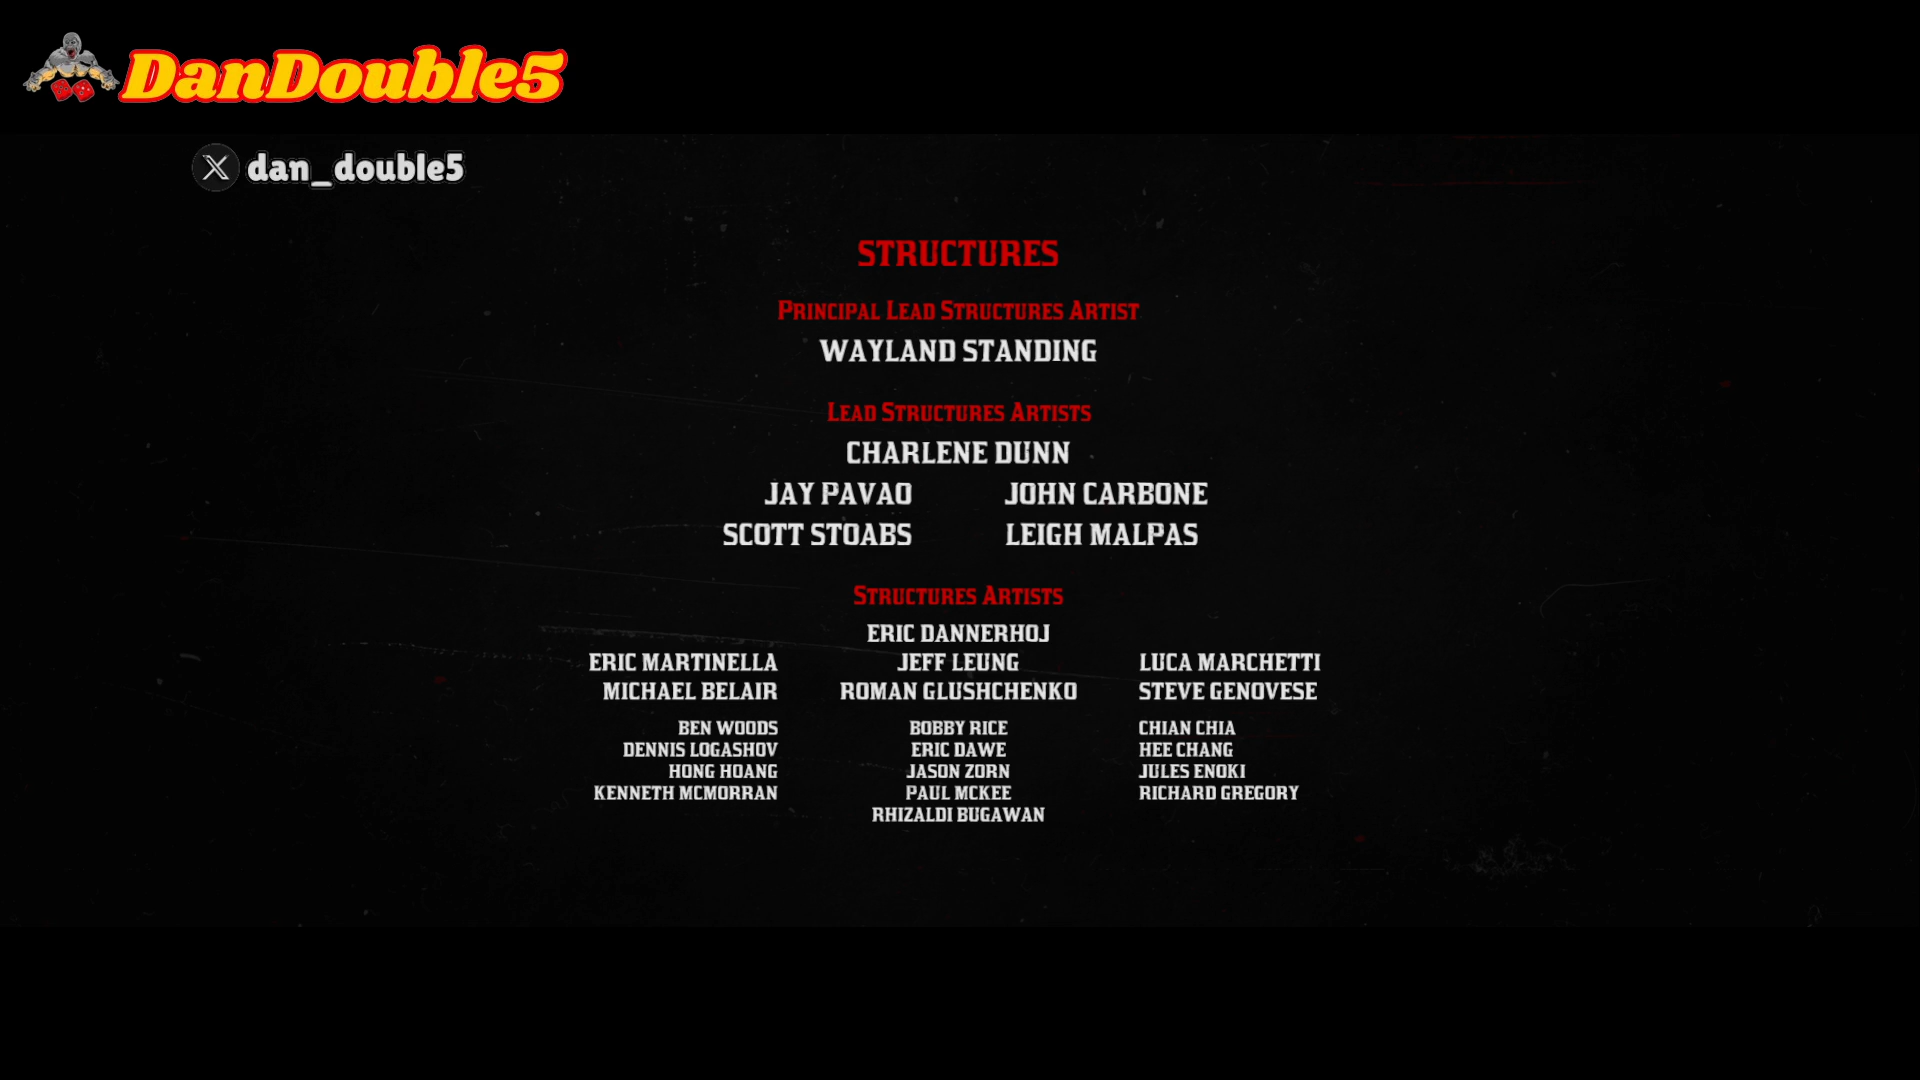 DanDouble5
dan_double5
STRUCTURES
PRINCIPAL LEAD STRUCTURES ARTIST
WAYLAND STANDING
LEAD STRUCTURES ARTISTS
CHARLENE DUNN
JAY PAVAO JOHN CARBONE
SCOTT STOABS LEIGH MALPAS
STRUCTURES ARTISTS
ERIC DANNERHOJ
ERIC MARTINELLA JEFF LEUNG LUCA MARCHETTI
MICHAEL BELAIR ROMAN GLUSHCHENKO STEVE GENOVESE
BEN WOODS BOBBY RICE CHIAN CHIA
DENNIS LOGASHOV ERIC DAWE HEE CHANG
HONG HOANG JASON ZORN JULES ENOKI
KENNETH MCMORRAN PAUL MCKEE RICHARD GREGORY
RHIZALDI BUGAWAN